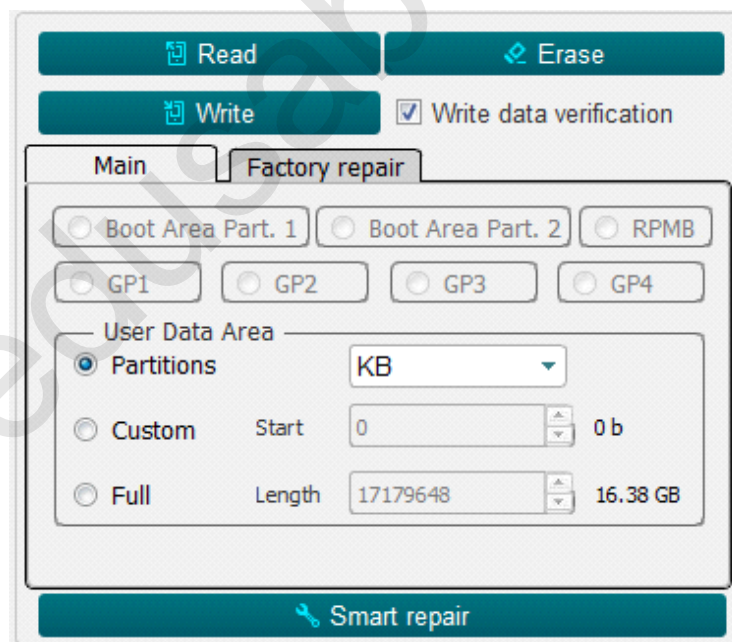 Read
Erase
Write
Write data verification
Main
Factory repair
Boot Area Part. 1
Boot Area Part. 2
RPMB
GP1
GP2
GP3
GP4
User Data Area
Partitions
KB
Custom
Start
0
0 b
Full
Length
17179648
16.38 GB
Smart repair